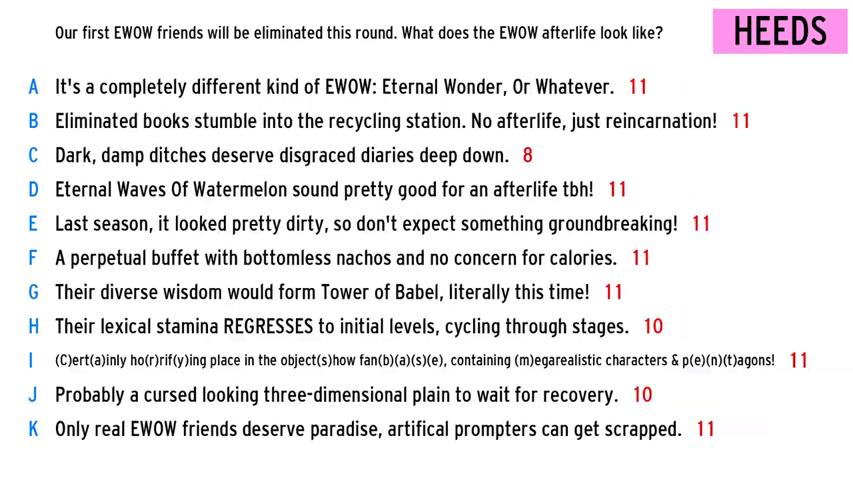 Our first EWOW friends will be eliminated this round. What does the EWOW afterlife look like?
HEEDS
A It's a completely different kind of EWOW: Eternal Wonder, Or Whatever. 11
B Eliminated books stumble into the recycling station. No afterlife, just reincarnation! 11
C Dark, damp ditches deserve disgraced diaries deep down. 8
D Eternal Waves Of Watermelon sound pretty good for an afterlife tbh! 11
E Last season, it looked pretty dirty, so don't expect something groundbreaking! 11
F A perpetual buffet with bottomless nachos and no concern for calories. 11
G Their diverse wisdom would form Tower of Babel, literally this time! 11
H Their lexical stamina REGRESSES to initial levels, cycling through stages. 10
I (C)ert(a)inly ho(r)rif(y)ing place in the object(s)how fan(b)(a)(s)(e), containing (m)egarealistic characters & p(e)(n)(t)agons! 11
J Probably a cursed looking three-dimensional plain to wait for recovery. 10
K Only real EWOW friends deserve paradise, artifical prompters can get scrapped. 11